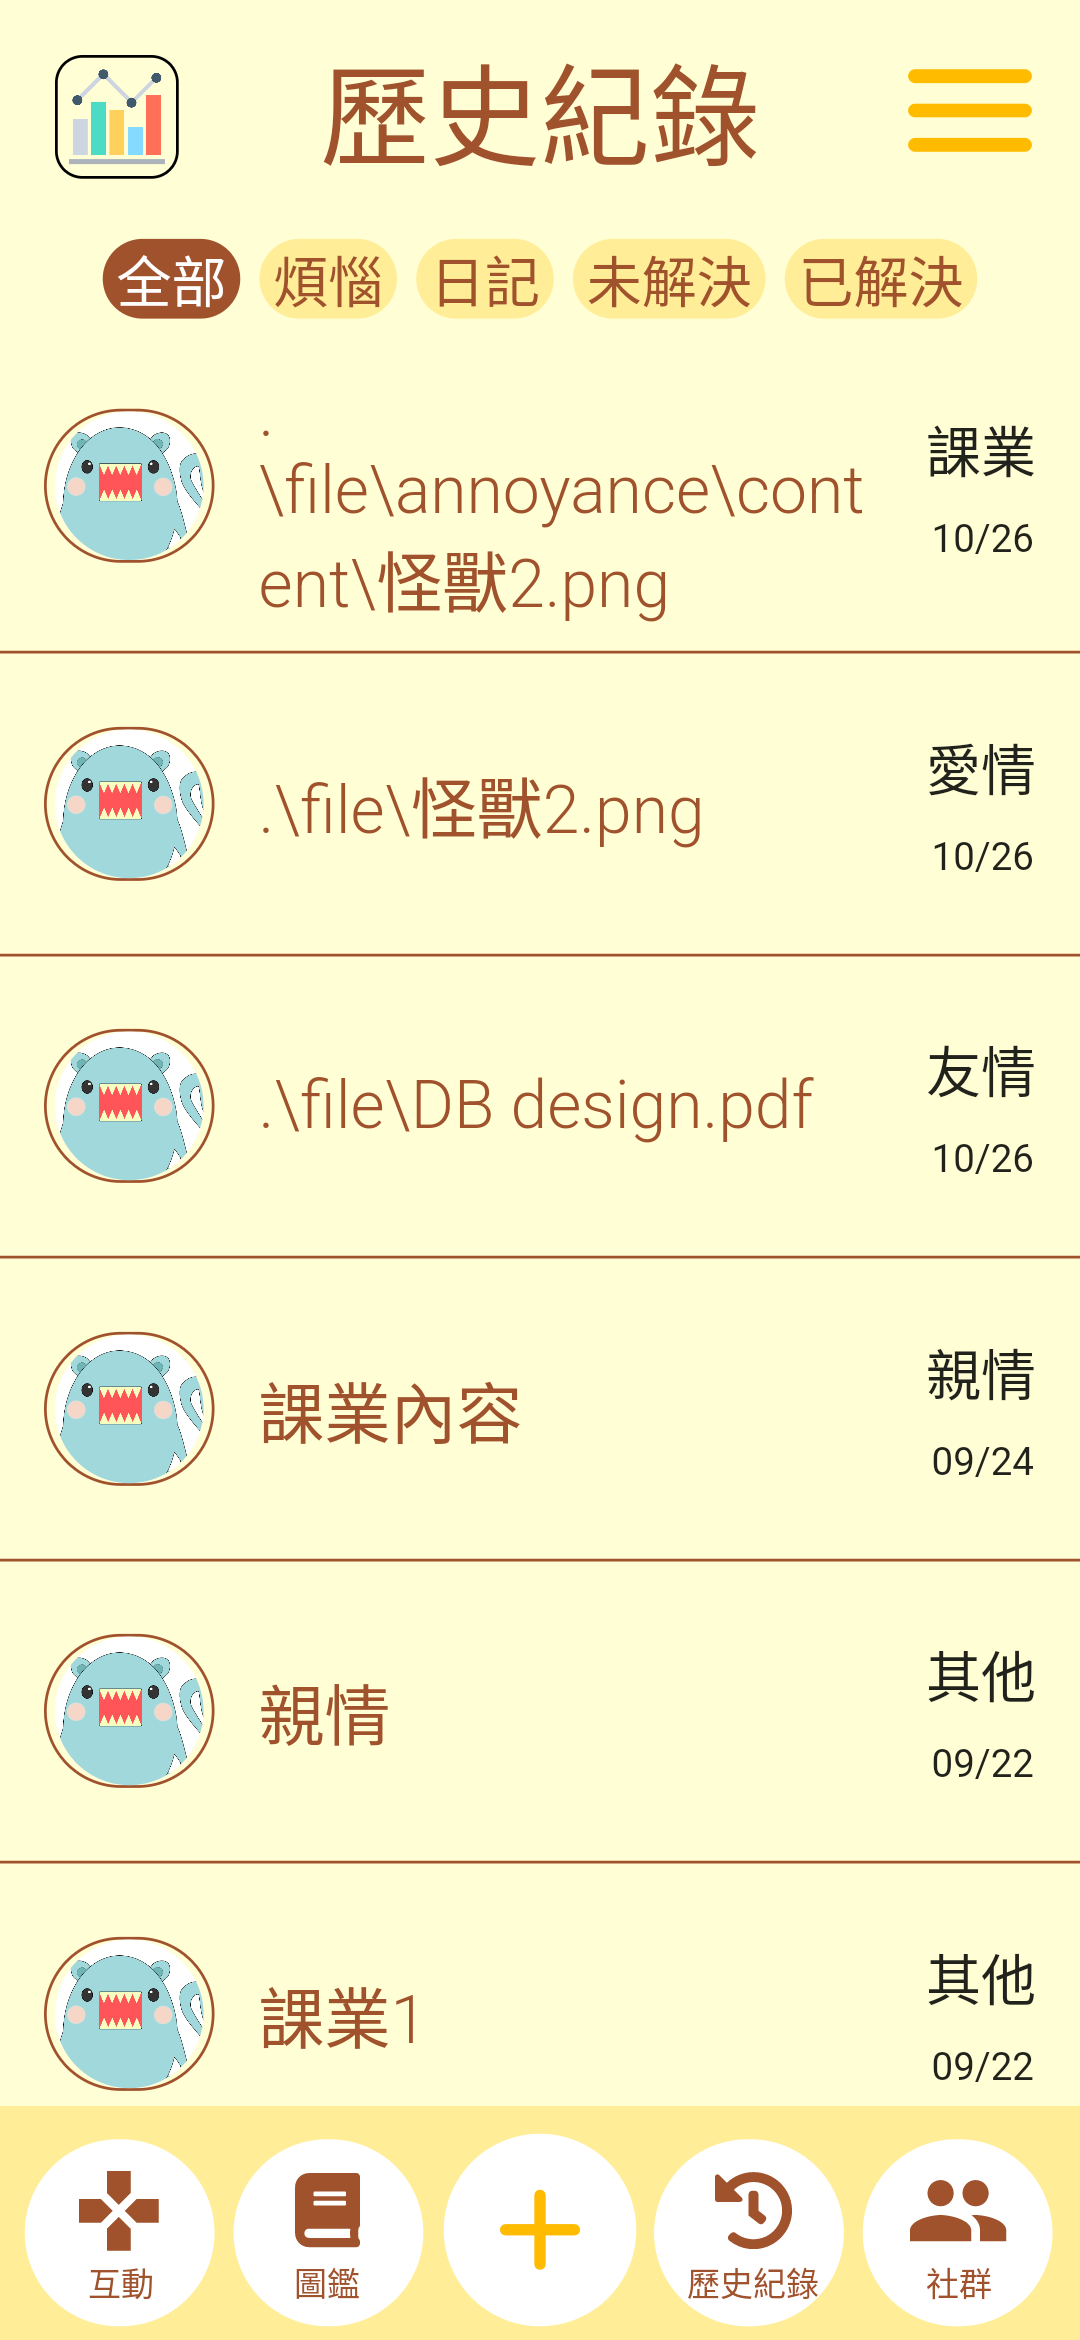 歷史紀錄
全部 煩惱 日記 未解決 已解決
.
\file\annoyance\cont
ent\怪獸2.png
課業
10/26
.\file\怪獸2.png
愛情
10/26
.\file\DB design.pdf
友情
10/26
課業內容
親情
09/24
親情
其他
09/22
課業1
其他
09/22
互動 圖鑑 歷史紀錄 社群